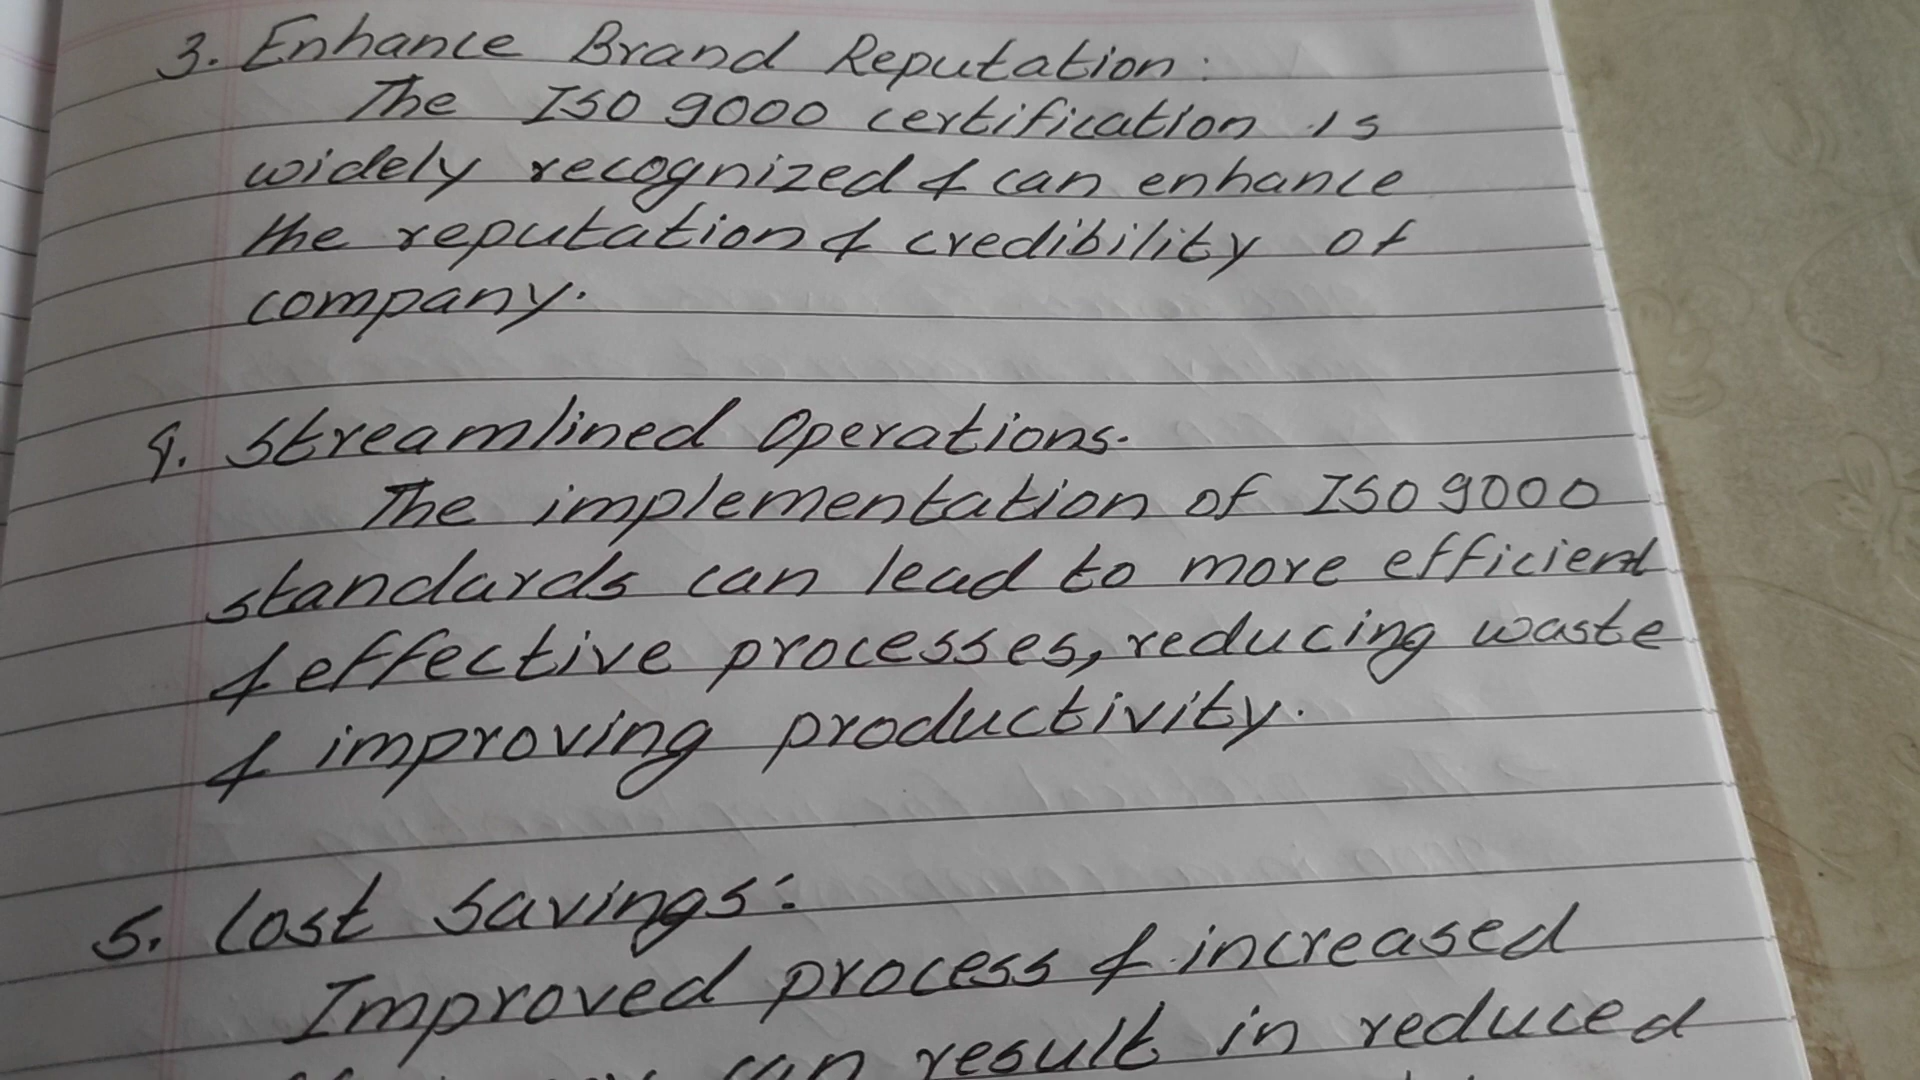 3. Enhance Brand Reputation:
The ISO 9000 certification is
widely recognized & can enhance
the reputation & credibility of
company.
4. Streamlined Operations.
The implementation of ISO 9000
standards can lead to more efficient
& effective processes, reducing waste
& improving productivity.
5. Cost Savings:
Improved process & increased
can result in reduced